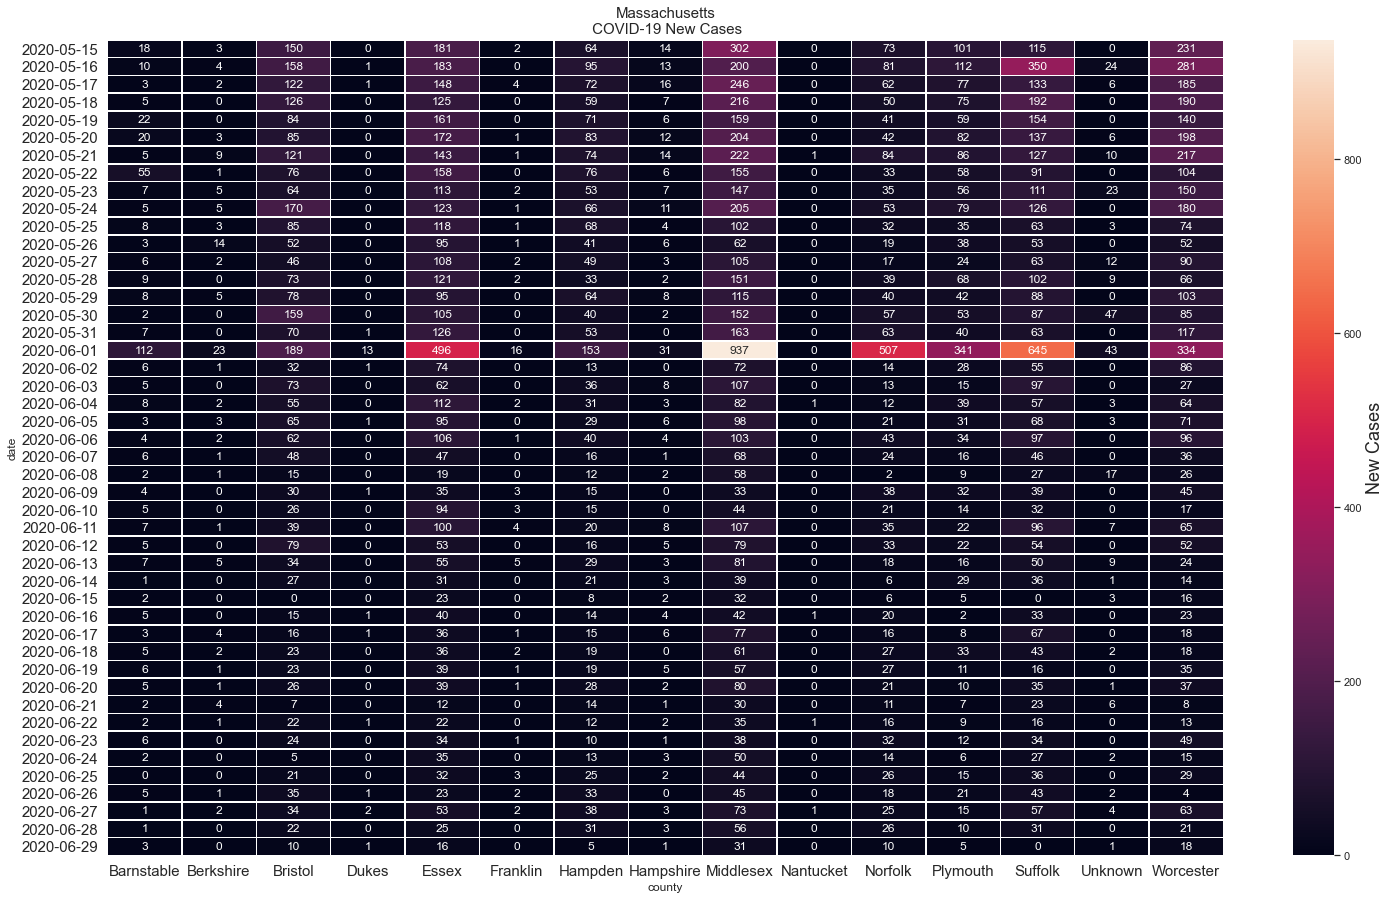 Massachusetts
COVID-19 New Cases
2020-05-15 18 3 150 0 181 2 64 14 302 0 73 101 115 0 231
2020-05-16 10 4 158 1 183 0 95 13 200 0 81 112 350 24 281
2020-05-17 3 2 122 1 148 4 72 16 246 0 62 77 133 6 185
2020-05-18 5 0 126 0 125 0 59 7 216 0 50 75 192 0 190
2020-05-19 22 0 84 0 161 0 71 6 159 0 41 59 154 0 140
2020-05-20 20 3 85 0 172 1 83 12 204 0 42 82 137 6 198
2020-05-21 5 9 121 0 143 1 74 14 222 1 84 86 127 10 217
2020-05-22 55 1 76 0 158 0 76 6 155 0 33 58 91 0 104
2020-05-23 7 5 64 0 113 2 53 7 147 0 35 56 111 23 150
2020-05-24 5 5 170 0 123 1 66 11 205 0 53 79 126 0 180
2020-05-25 8 3 85 0 118 1 68 4 102 0 32 35 63 3 74
2020-05-26 3 14 52 0 95 1 41 6 62 0 19 38 53 0 52
2020-05-27 6 2 46 0 108 2 49 3 105 0 17 24 63 12 90
2020-05-28 9 0 73 0 121 2 33 2 151 0 39 68 102 9 66
2020-05-29 8 5 78 0 95 0 64 8 115 0 40 42 88 0 103
2020-05-30 2 0 159 0 105 0 40 2 152 0 57 53 87 47 85
2020-05-31 7 0 70 1 126 0 53 0 163 0 63 40 63 0 117
2020-06-01 112 23 189 13 496 16 153 31 937 0 507 341 645 43 334
2020-06-02 6 1 32 1 74 0 13 0 72 0 14 28 55 0 86
2020-06-03 5 0 73 0 62 0 36 8 107 0 13 15 97 0 27
2020-06-04 8 2 55 0 112 2 31 3 82 1 12 39 57 3 64
2020-06-05 3 3 65 1 95 0 29 6 98 0 21 31 68 3 71
2020-06-06 4 2 62 0 106 1 40 4 103 0 43 34 97 0 96
2020-06-07 6 1 48 0 47 0 16 1 68 0 24 16 46 0 36
2020-06-08 2 1 15 0 19 0 12 2 58 0 2 9 27 17 26
2020-06-09 4 0 30 1 35 3 15 0 33 0 38 32 39 0 45
2020-06-10 5 0 26 0 94 3 15 0 44 0 21 14 32 0 17
2020-06-11 7 1 39 0 100 4 20 8 107 0 35 22 96 7 65
2020-06-12 5 0 79 0 53 0 16 5 79 0 33 22 54 0 52
2020-06-13 7 5 34 0 55 5 29 3 81 0 18 16 50 9 24
2020-06-14 1 0 27 0 31 0 21 3 39 0 6 29 36 1 14
2020-06-15 2 0 0 0 23 0 8 2 32 0 6 5 0 3 16
2020-06-16 5 0 15 1 40 0 14 4 42 1 20 2 33 0 23
2020-06-17 3 4 16 1 36 1 15 6 77 0 16 8 67 0 18
2020-06-18 5 2 23 0 36 2 19 0 61 0 27 33 43 2 18
2020-06-19 6 1 23 0 39 1 19 5 57 0 27 11 16 0 35
2020-06-20 5 1 26 0 39 1 28 2 80 0 21 10 35 1 37
2020-06-21 2 4 7 0 12 0 14 1 30 0 11 7 23 6 8
2020-06-22 2 1 22 1 22 0 12 2 35 1 16 9 16 0 13
2020-06-23 6 0 24 0 34 1 10 1 38 0 32 12 34 0 49
2020-06-24 2 0 5 0 35 0 13 3 50 0 14 6 27 2 15
2020-06-25 0 0 21 0 32 3 25 2 44 0 26 15 36 0 29
2020-06-26 5 1 35 1 23 2 33 0 45 0 18 21 43 2 4
2020-06-27 1 2 34 2 53 2 38 3 73 1 25 15 57 4 63
2020-06-28 1 0 22 0 25 0 31 3 56 0 26 10 31 0 21
2020-06-29 3 0 10 1 16 0 5 1 31 0 10 5 0 1 18
Barnstable Berkshire Bristol Dukes Essex Franklin Hampden Hampshire Middlesex Nantucket Norfolk Plymouth Suffolk Unknown Worcester
county
date
800
600
400
200
0
New Cases